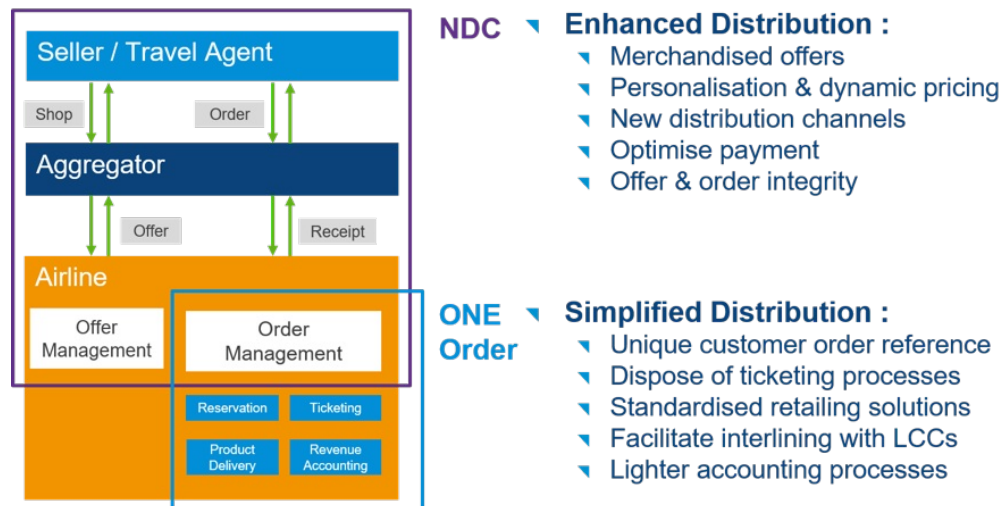 Seller / Travel Agent
Shop
Order
Aggregator
Offer
Receipt
Airline
Offer
Management
Order
Management
Reservation
Ticketing
Product
Delivery
Revenue
Accounting
NDC
Enhanced Distribution :
Merchandised offers
Personalisation & dynamic pricing
New distribution channels
Optimise payment
Offer & order integrity
ONE
Order
Simplified Distribution :
Unique customer order reference
Dispose of ticketing processes
Standardised retailing solutions
Facilitate interlining with LCCs
Lighter accounting processes